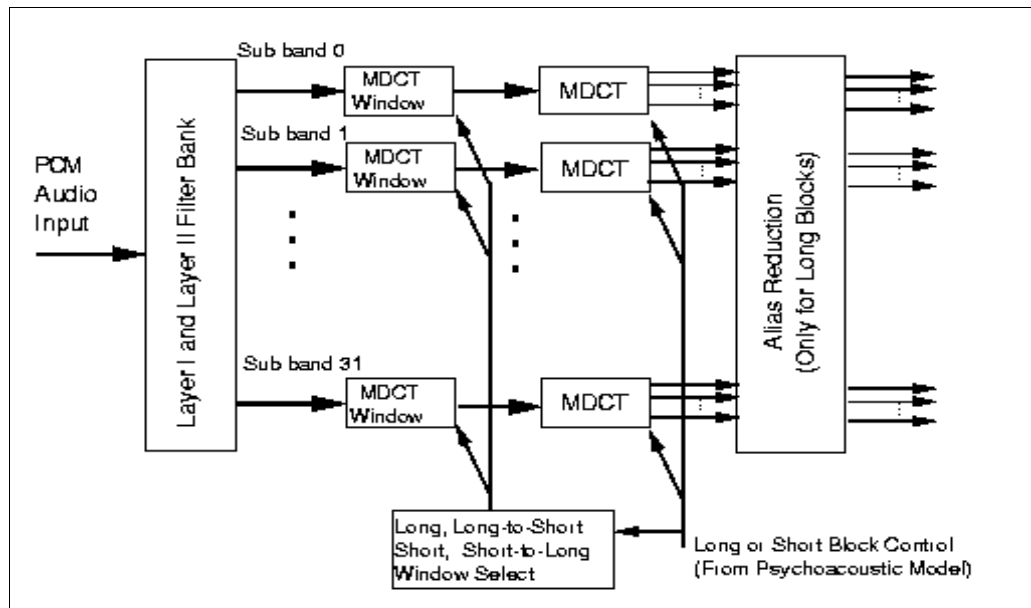 Sub band 0
MDCT
Window
MDCT
Sub band 1
MDCT
Window
MDCT
PCM
Audio
Input
Layer I and Layer II Filter Bank
Alias Reduction
(Only for Long Blocks)
Sub band 31
MDCT
Window
MDCT
Long, Long-to-Short
Short, Short-to-Long
Window Select
Long or Short Block Control
(From Psychoacoustic Model)